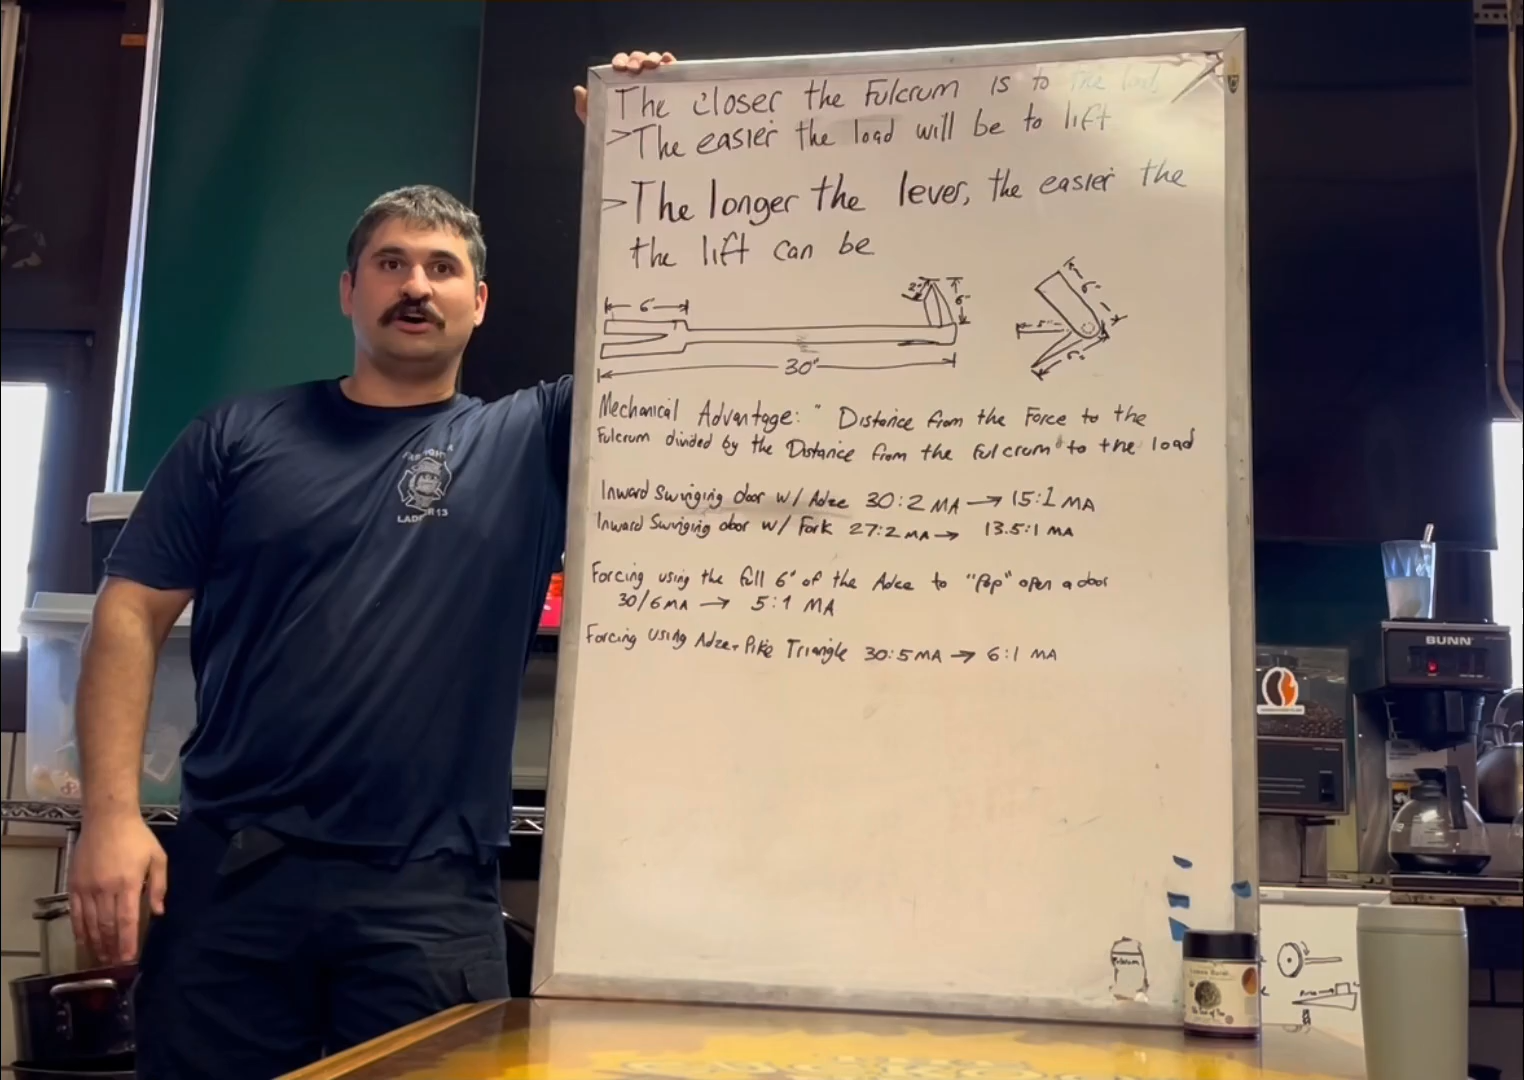 The closer the Fulcrum is to the load,
>The easier the load will be to lift
>The longer the lever, the easier the
the lift can be
6"
2"
6"
30"
6"
5"
6"
Mechanical Advantage: " Distance from the Force to the
Fulcrum divided by the Distance from the fulcrum" to the load
Inward Swinging door w/ Adze 30:2 MA → 15:1 MA
Inward Swinging door w/ Fork 27:2 MA → 13.5:1 MA
Forcing using the full 6" of the Adze to "Pop" open a door
30/6 MA → 5:1 MA
Forcing using Adze + Pike Triangle 30:5 MA → 6:1 MA
LADDER 13
BUNN
Fulcrum